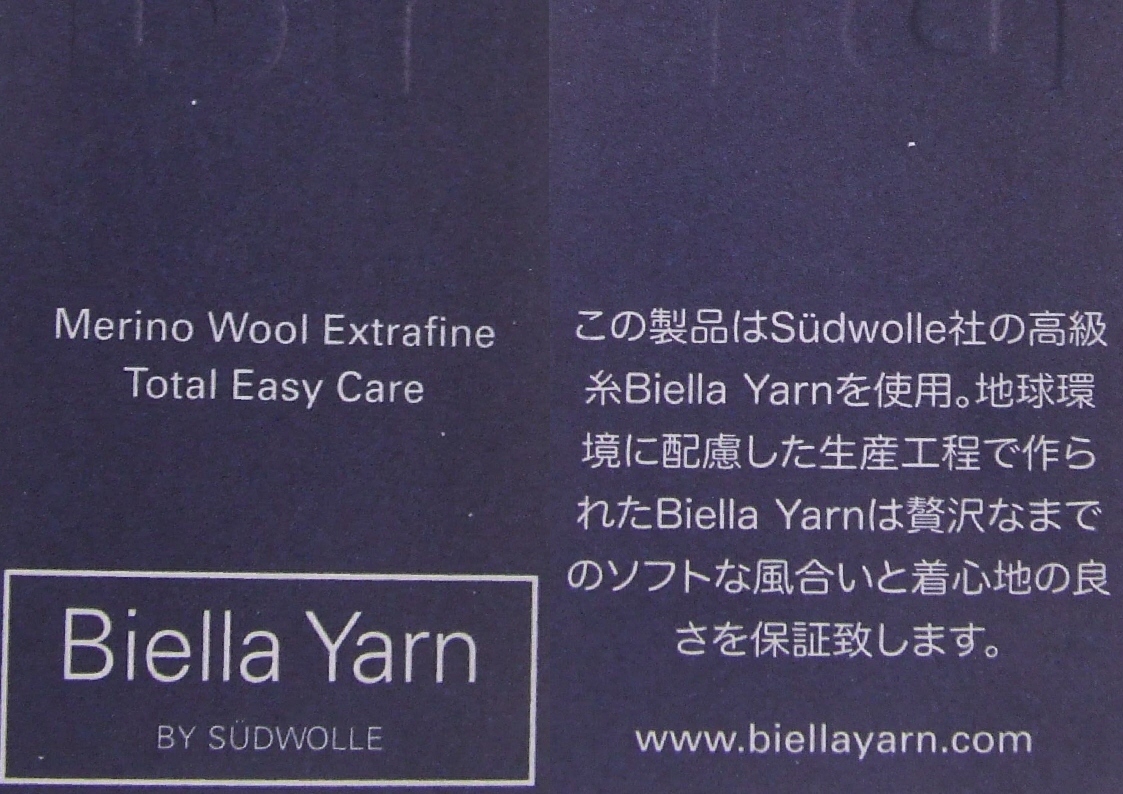 Merino Wool Extrafine
Total Easy Care
Biella Yarn
BY SÜDWOLLE
この製品はSüdwolle社の高級
糸Biella Yarnを使用。地球環
境に配慮した生産工程で作ら
れたBiella Yarnは贅沢なまで
のソフトな風合いと着心地の良
さを保証致します。
www.biellayarn.com